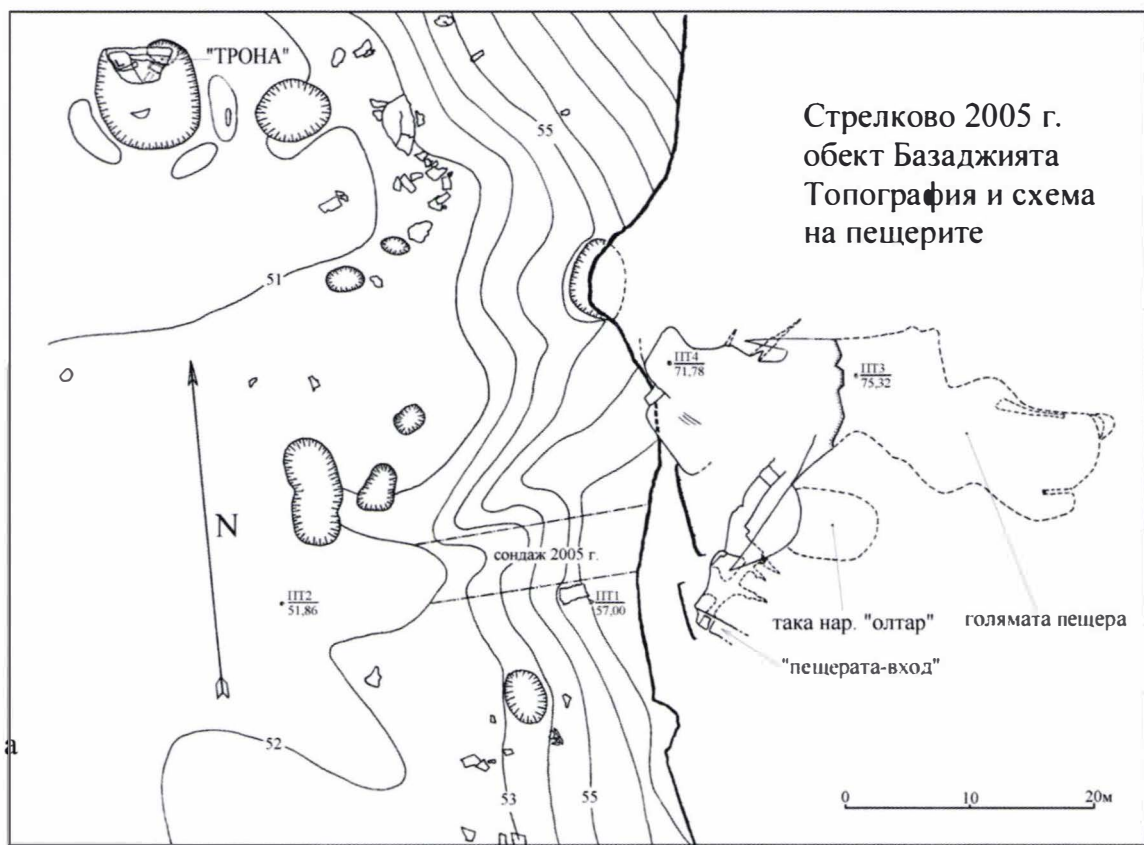 "ТРОНА"
55
Стрелково 2005 г.
обект Базаджията
Топография и схема
на пещерите
51
ПТ4
71,78
ПТ3
75,32
N
сондаж 2005 г.
ПТ2
51,86
ПТ1
57,00
така нар. "олтар"
голямата пещера
"пещерата-вход"
а
52
53
55
0
10
20м